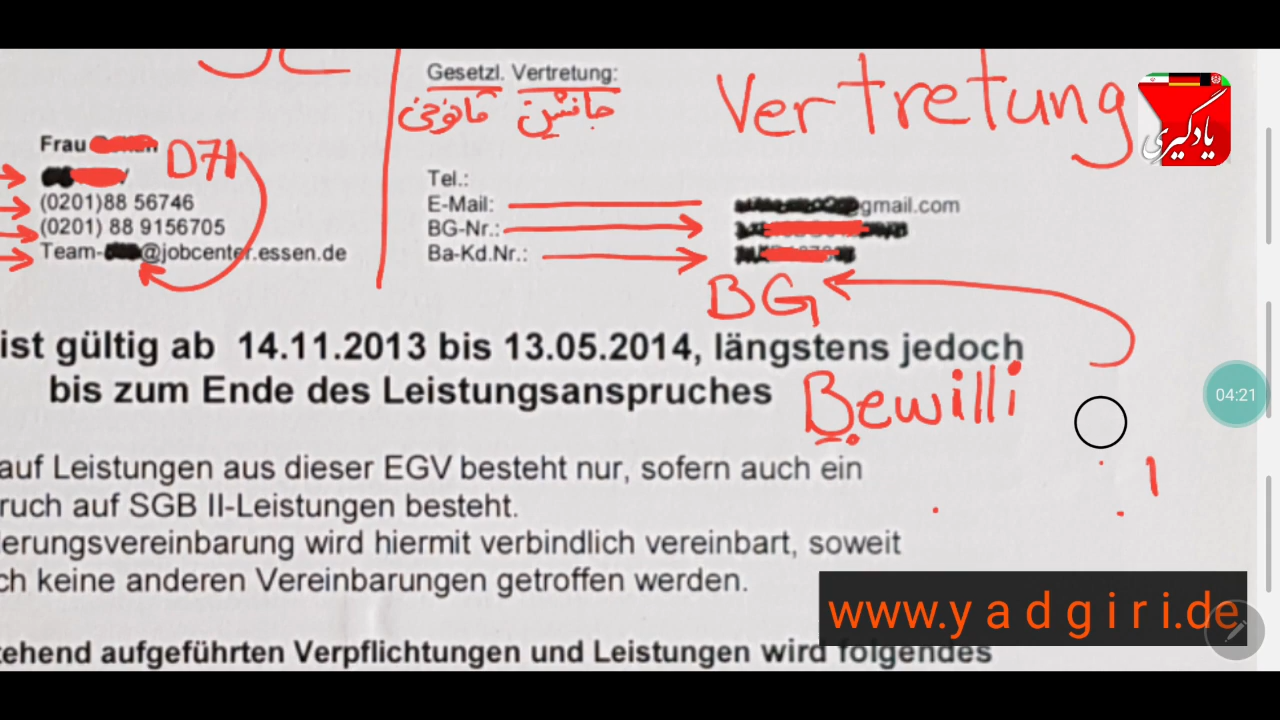 Gesetzl. Vertretung:
قانونی جانشین
Vertretung
یادگیری
Frau
D71
(0201)88 56746
(0201) 88 9156705
Team- @jobcenter.essen.de
Tel.:
E-Mail: gmail.com
BG-Nr.:
Ba-Kd.Nr.:
BG
ist gültig ab 14.11.2013 bis 13.05.2014, längstens jedoch
bis zum Ende des Leistungsanspruches
Bewilli
04:21
auf Leistungen aus dieser EGV besteht nur, sofern auch ein
ruch auf SGB II-Leistungen besteht.
erungsvereinbarung wird hiermit verbindlich vereinbart, soweit
ch keine anderen Vereinbarungen getroffen werden.
www.y a d g i r i.de
tehend aufgeführten Verpflichtungen und Leistungen wird folgendes